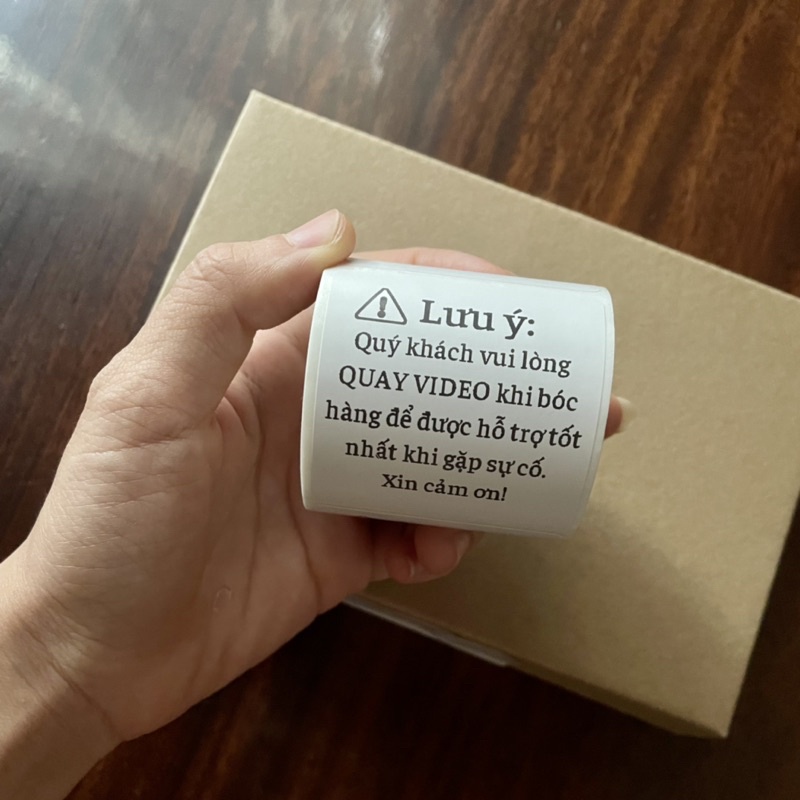 Lưu ý:
Quý khách vui lòng
QUAY VIDEO khi bóc
hàng để được hỗ trợ tốt
nhất khi gặp sự cố.
Xin cảm ơn!